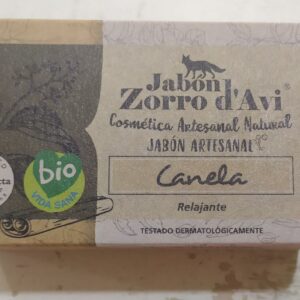 Jabón
Zorro d'Avi®
Cosmética Artesanal Natural
JABÓN ARTESANAL
Canela
Relajante
TESTADO DERMATOLÓGICAMENTE
bio
VIDA SANA